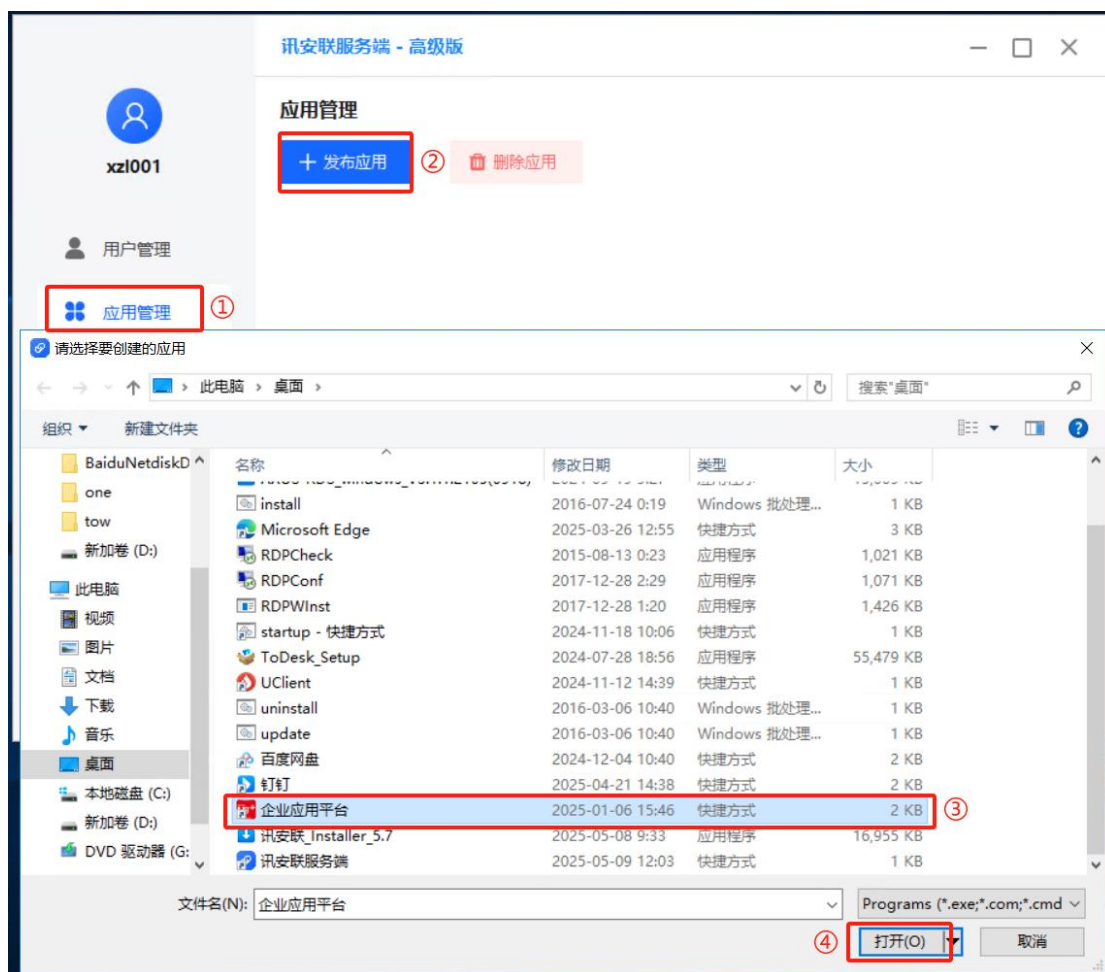 讯安联服务端 - 高级版
xzl001
应用管理
发布应用 ② 删除应用
用户管理
应用管理 ①
请选择要创建的应用
此电脑 › 桌面 ›
搜索"桌面"
组织 新建文件夹
BaiduNetdiskD
one
tow
新加卷 (D:)
此电脑
视频
图片
文档
下载
音乐
桌面
本地磁盘 (C:)
新加卷 (D:)
DVD 驱动器 (G:
名称 修改日期 类型 大小
install 2016-07-24 0:19 Windows 批处理... 1 KB
Microsoft Edge 2025-03-26 12:55 快捷方式 3 KB
RDPCheck 2015-08-13 0:23 应用程序 1,021 KB
RDPConf 2017-12-28 2:29 应用程序 1,071 KB
RDPWInst 2017-12-28 1:20 应用程序 1,426 KB
startup - 快捷方式 2024-11-18 10:06 快捷方式 1 KB
ToDesk_Setup 2024-07-28 18:56 应用程序 55,479 KB
UClient 2024-11-12 14:39 快捷方式 1 KB
uninstall 2016-03-06 10:40 Windows 批处理... 1 KB
update 2016-03-06 10:40 Windows 批处理... 1 KB
百度网盘 2024-12-04 10:40 快捷方式 2 KB
钉钉 2025-04-21 14:38 快捷方式 2 KB
企业应用平台 2025-01-06 15:46 快捷方式 2 KB ③
讯安联_Installer_5.7 2025-05-08 9:33 应用程序 16,955 KB
讯安联服务端 2025-05-09 12:03 快捷方式 1 KB
文件名(N): 企业应用平台 Programs (*.exe;*.com;*.cmd
④ 打开(O) 取消